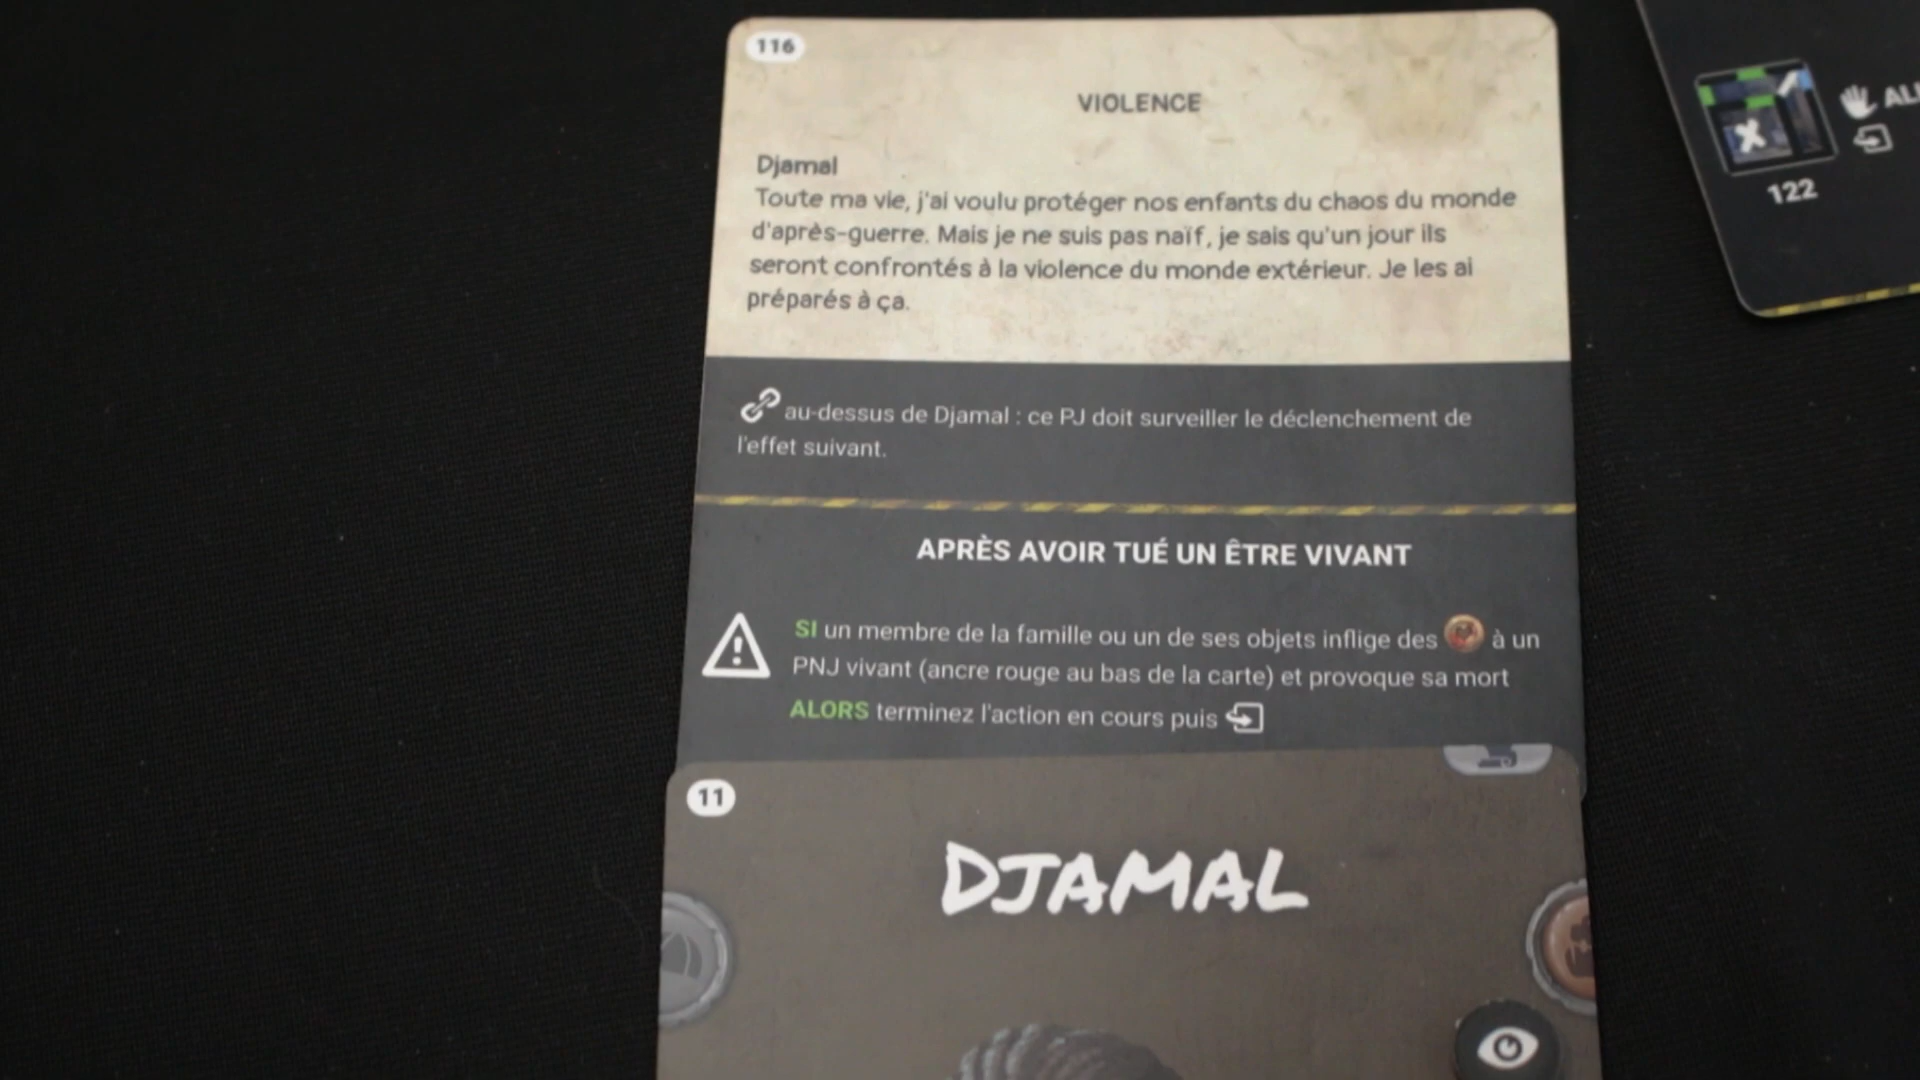 116
VIOLENCE
Djamal
Toute ma vie, j'ai voulu protéger nos enfants du chaos du monde
d'après-guerre. Mais je ne suis pas naïf, je sais qu'un jour ils
seront confrontés à la violence du monde extérieur. Je les ai
préparés à ça.
au-dessus de Djamal : ce PJ doit surveiller le déclenchement de
l'effet suivant.
APRÈS AVOIR TUÉ UN ÊTRE VIVANT
SI un membre de la famille ou un de ses objets inflige des à un
PNJ vivant (ancre rouge au bas de la carte) et provoque sa mort
ALORS terminez l'action en cours puis
11
DJAMAL
122